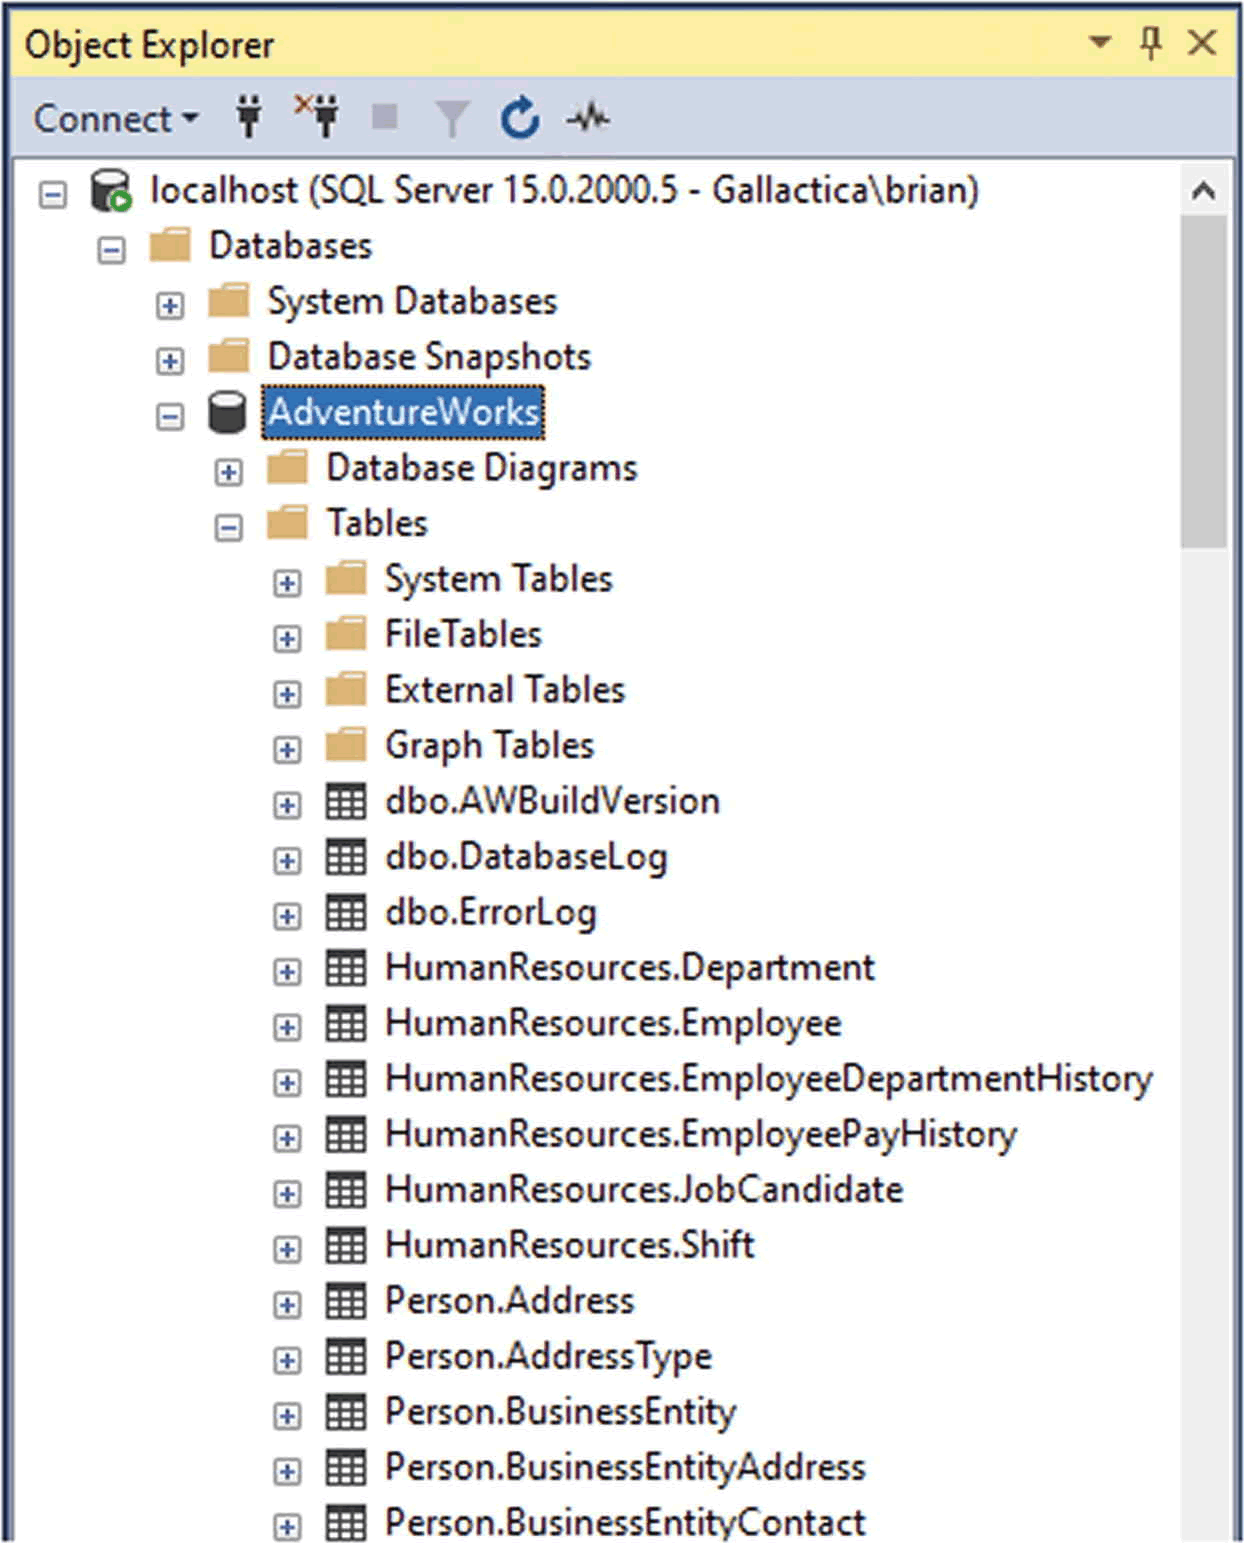 Object Explorer
Connect
localhost (SQL Server 15.0.2000.5 - Gallactica\brian)
Databases
System Databases
Database Snapshots
AdventureWorks
Database Diagrams
Tables
System Tables
FileTables
External Tables
Graph Tables
dbo.AWBuildVersion
dbo.DatabaseLog
dbo.ErrorLog
HumanResources.Department
HumanResources.Employee
HumanResources.EmployeeDepartmentHistory
HumanResources.EmployeePayHistory
HumanResources.JobCandidate
HumanResources.Shift
Person.Address
Person.AddressType
Person.BusinessEntity
Person.BusinessEntityAddress
Person.BusinessEntityContact